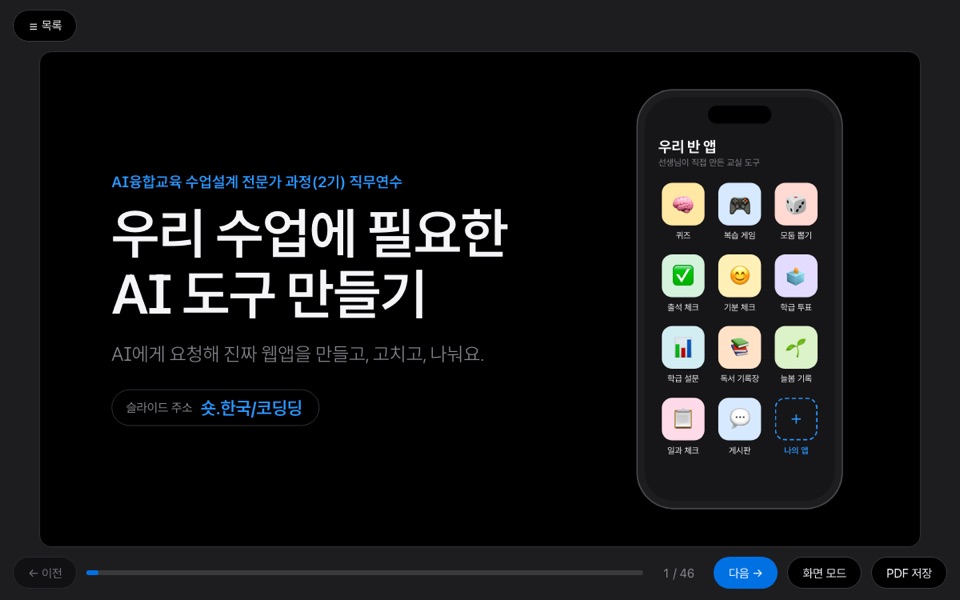 ≡ 목록
AI융합교육 수업설계 전문가 과정(2기) 직무연수
우리 수업에 필요한
AI 도구 만들기
AI에게 요청해 진짜 웹앱을 만들고, 고치고, 나눠요.
슬라이드 주소 숏.한국/코딩딩
우리 반 앱
선생님이 직접 만든 교실 도구
퀴즈 복습 게임 모둠 뽑기
출석 체크 기분 체크 학급 투표
학급 설문 독서 기록장 늘봄 기록
일과 체크 게시판 나의 앱
← 이전
1 / 46
다음 →
화면 모드
PDF 저장